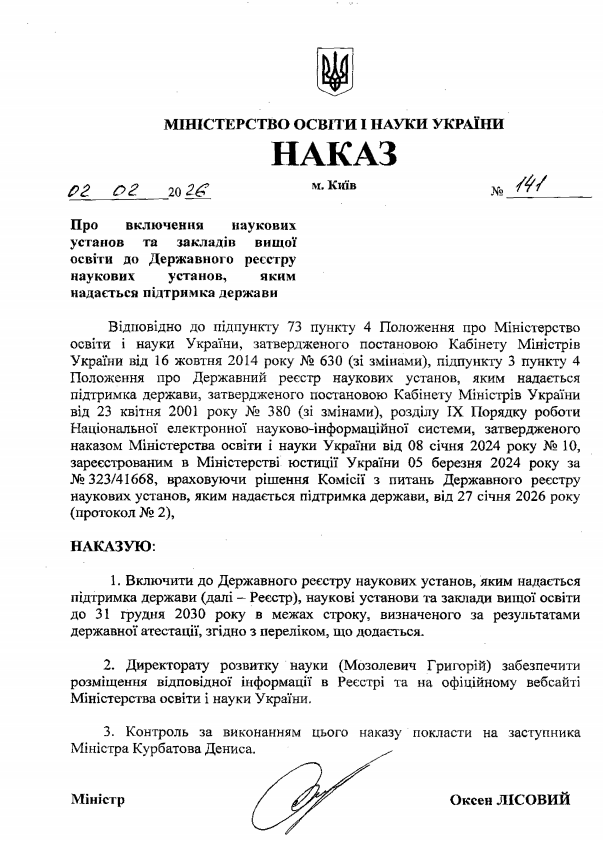 МІНІСТЕРСТВО ОСВІТИ І НАУКИ УКРАЇНИ
НАКАЗ
02 02 2026 м. Київ № 141
Про включення наукових
установ та закладів вищої
освіти до Державного реєстру
наукових установ, яким
надається підтримка держави
Відповідно до підпункту 73 пункту 4 Положення про Міністерство
освіти і науки України, затвердженого постановою Кабінету Міністрів
України від 16 жовтня 2014 року № 630 (зі змінами), підпункту 3 пункту 4
Положення про Державний реєстр наукових установ, яким надається
підтримка держави, затвердженого постановою Кабінету Міністрів України
від 23 квітня 2001 року № 380 (зі змінами), розділу IX Порядку роботи
Національної електронної науково-інформаційної системи, затвердженого
наказом Міністерства освіти і науки України від 08 січня 2024 року № 10,
зареєстрованим в Міністерстві юстиції України 05 березня 2024 року за
№ 323/41668, враховуючи рішення Комісії з питань Державного реєстру
наукових установ, яким надається підтримка держави, від 27 січня 2026 року
(протокол № 2),
НАКАЗУЮ:
1. Включити до Державного реєстру наукових установ, яким надається
підтримка держави (далі – Реєстр), наукові установи та заклади вищої освіти
до 31 грудня 2030 року в межах строку, визначеного за результатами
державної атестації, згідно з переліком, що додається.
2. Директорату розвитку науки (Мозолевич Григорій) забезпечити
розміщення відповідної інформації в Реєстрі та на офіційному вебсайті
Міністерства освіти і науки України.
3. Контроль за виконанням цього наказу покласти на заступника
Міністра Курбатова Дениса.
Міністр Оксен ЛІСОВИЙ